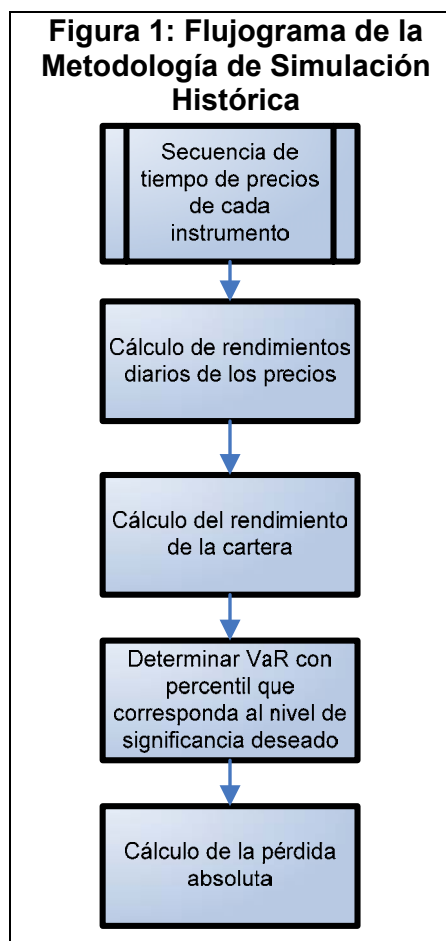 Figura 1: Flujograma de la
Metodología de Simulación
Histórica
Secuencia de
tiempo de precios
de cada
instrumento
Cálculo de rendimientos
diarios de los precios
Cálculo del rendimiento
de la cartera
Determinar VaR con
percentil que
corresponda al nivel de
significancia deseado
Cálculo de la pérdida
absoluta